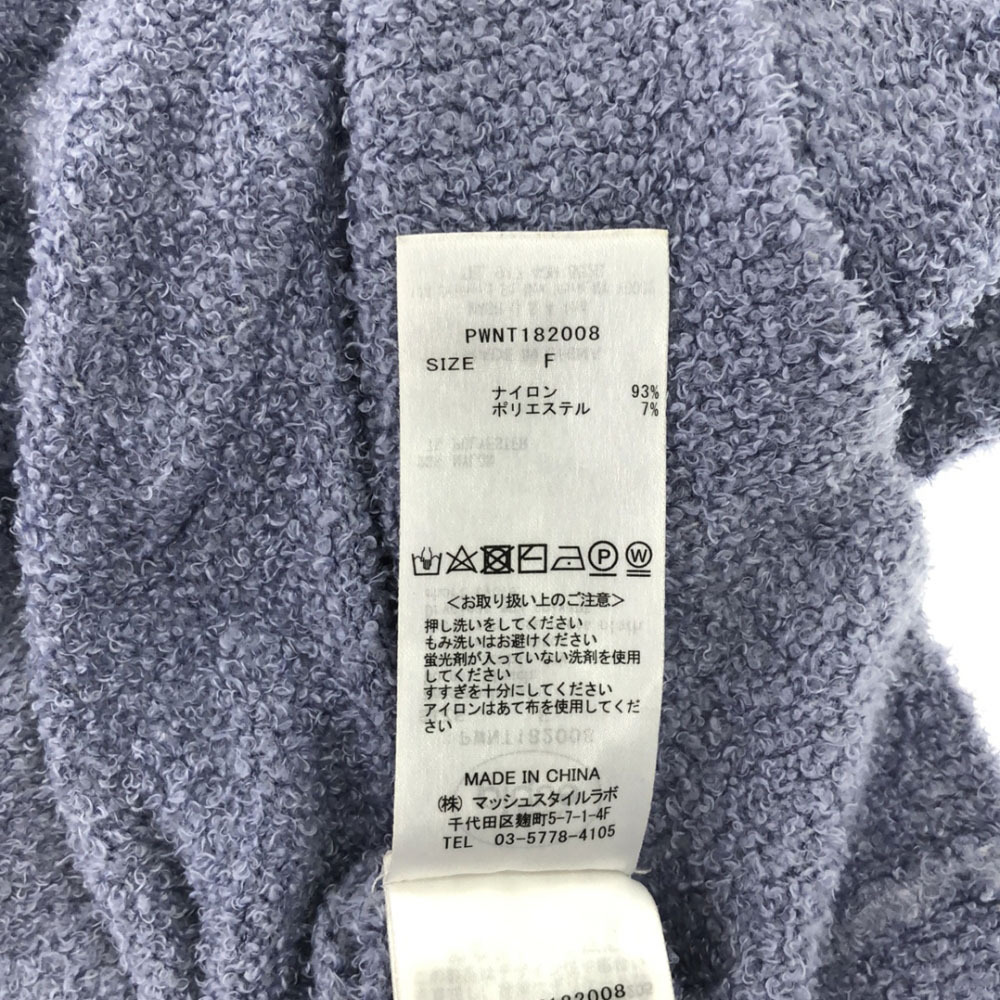 PWNT182008
SIZE F
ナイロン 93%
ポリエステル 7%
P W
<お取り扱い上のご注意>
押し洗いをしてください
もみ洗いはお避けください
蛍光剤が入っていない洗剤を使用
してください
すすぎを十分にしてください
アイロンはあて布を使用してくだ
さい
MADE IN CHINA
(株) マッシュスタイルラボ
千代田区麹町5-7-1-4F
TEL 03-5778-4105
NT182008